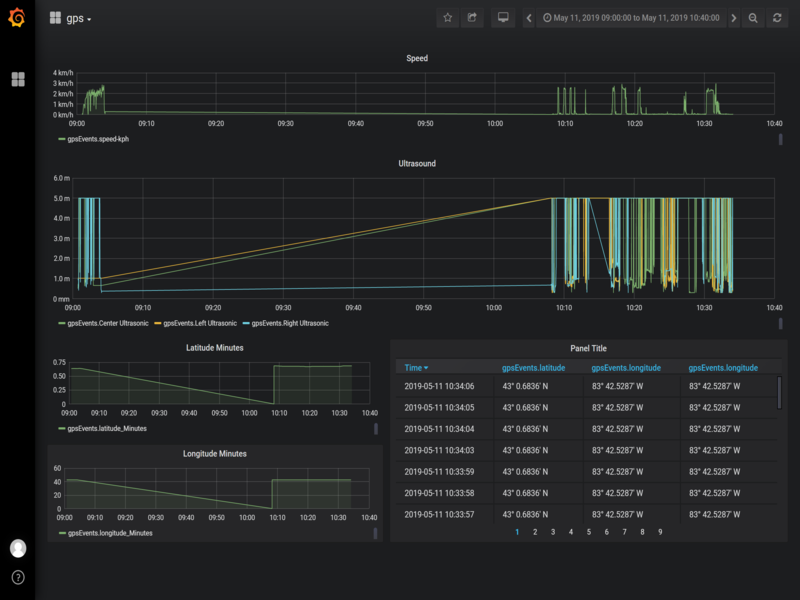 gps
May 11, 2019 09:00:00 to May 11, 2019 10:40:00
Speed
4 km/h
3 km/h
2 km/h
1 km/h
0 km/h
09:00 09:10 09:20 09:30 09:40 09:50 10:00 10:10 10:20 10:30 10:40
gpsEvents.speed-kph
Ultrasound
6.0 m
5.0 m
4.0 m
3.0 m
2.0 m
1.0 m
0 mm
09:00 09:10 09:20 09:30 09:40 09:50 10:00 10:10 10:20 10:30 10:40
gpsEvents.Center Ultrasonic gpsEvents.Left Ultrasonic gpsEvents.Right Ultrasonic
Latitude Minutes
0.75
0.50
0.25
0
09:00 09:10 09:20 09:30 09:40 09:50 10:00 10:10 10:20 10:30 10:40
gpsEvents.latitude_Minutes
Longitude Minutes
60
40
20
0
09:00 09:10 09:20 09:30 09:40 09:50 10:00 10:10 10:20 10:30 10:40
gpsEvents.longitude_Minutes
Panel Title
Time gpsEvents.latitude gpsEvents.longitude gpsEvents.longitude
2019-05-11 10:34:06 43° 0.6836' N 83° 42.5287' W 83° 42.5287' W
2019-05-11 10:34:05 43° 0.6836' N 83° 42.5287' W 83° 42.5287' W
2019-05-11 10:34:04 43° 0.6836' N 83° 42.5287' W 83° 42.5287' W
2019-05-11 10:34:03 43° 0.6836' N 83° 42.5287' W 83° 42.5287' W
2019-05-11 10:33:59 43° 0.6836' N 83° 42.5287' W 83° 42.5287' W
2019-05-11 10:33:58 43° 0.6836' N 83° 42.5287' W 83° 42.5287' W
2019-05-11 10:33:57 43° 0.6836' N 83° 42.5287' W 83° 42.5287' W
1 2 3 4 5 6 7 8 9